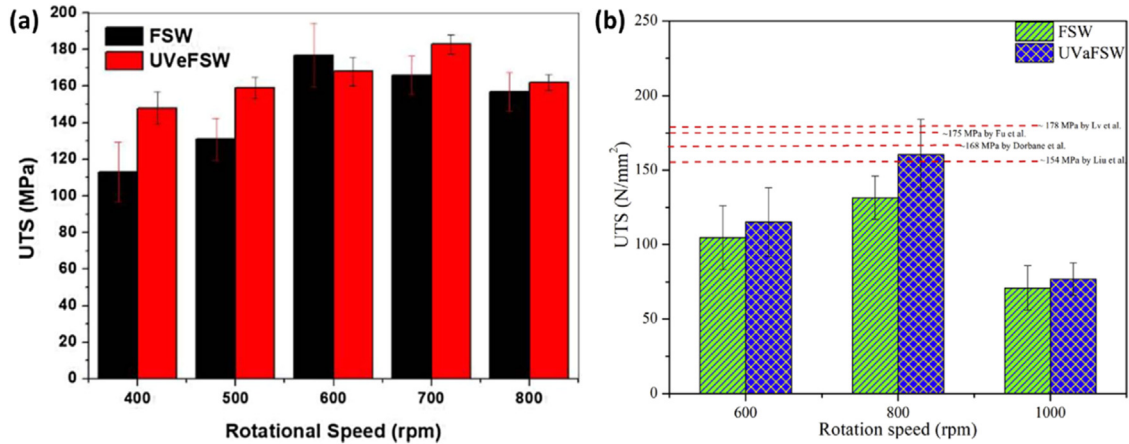 (a)
FSW
UVeFSW
UTS (MPa)
200
180
160
140
120
100
80
60
40
20
0
400 500 600 700 800
Rotational Speed (rpm)
(b)
FSW
UVaFSW
UTS (N/mm²)
250
200
150
100
50
0
~ 178 MPa by Lv et al.
~175 MPa by Fu et al.
~168 MPa by Dorbane et al.
~154 MPa by Liu et al.
600 800 1000
Rotation speed (rpm)